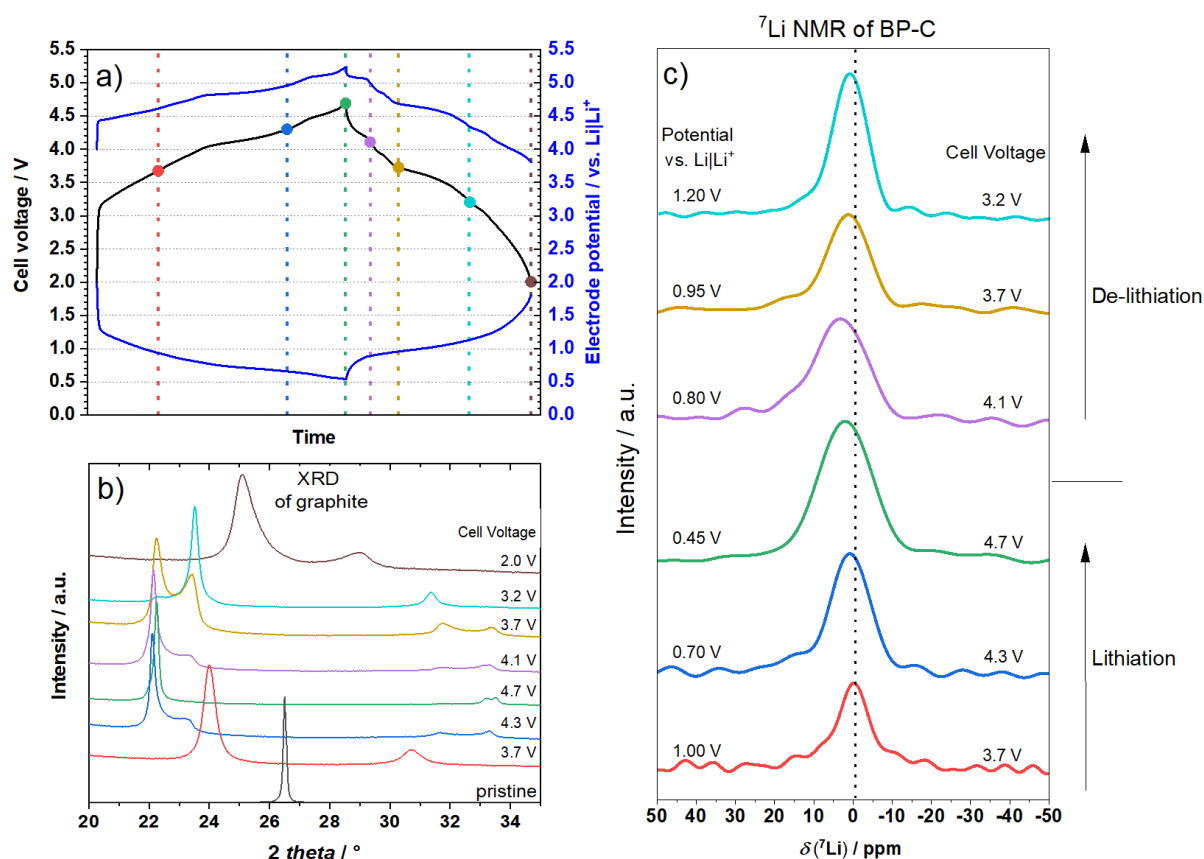 a)
5.5
5.0
4.5
4.0
3.5
3.0
2.5
2.0
1.5
1.0
0.5
0.0
Cell voltage / V
5.5
5.0
4.5
4.0
3.5
3.0
2.5
2.0
1.5
1.0
0.5
0.0
Electrode potential / vs. Li|Li⁺
Time
b)
XRD
of graphite
Cell Voltage
2.0 V
3.2 V
3.7 V
4.1 V
4.7 V
4.3 V
3.7 V
pristine
Intensity / a.u.
20 22 24 26 28 30 32 34
2 theta / °
⁷Li NMR of BP-C
c)
Potential
vs. Li|Li⁺
Cell Voltage
1.20 V 3.2 V
0.95 V 3.7 V
0.80 V 4.1 V
0.45 V 4.7 V
0.70 V 4.3 V
1.00 V 3.7 V
De-lithiation
Lithiation
Intensity / a.u.
50 40 30 20 10 0 -10 -20 -30 -40 -50
δ(⁷Li) / ppm